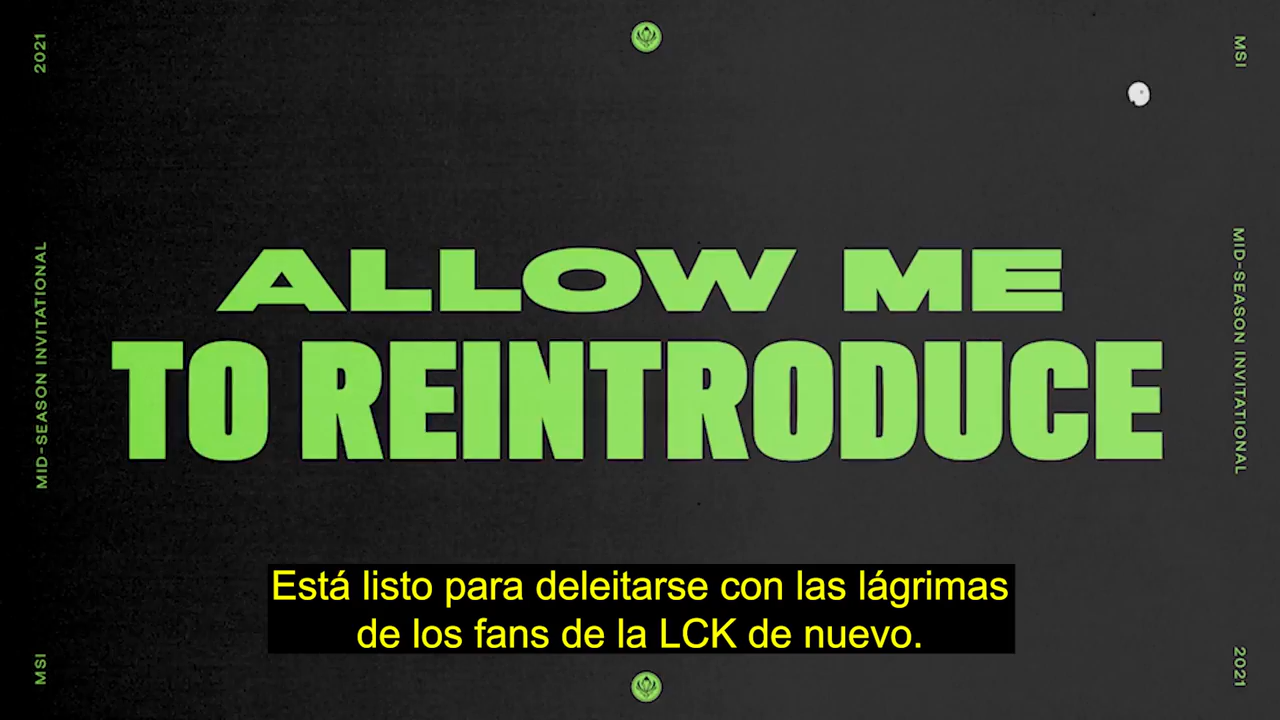 2021
MSI
MID-SEASON INVITATIONAL
MID-SEASON INVITATIONAL
ALLOW ME
TO REINTRODUCE
Está listo para deleitarse con las lágrimas
de los fans de la LCK de nuevo.
MSI
2021